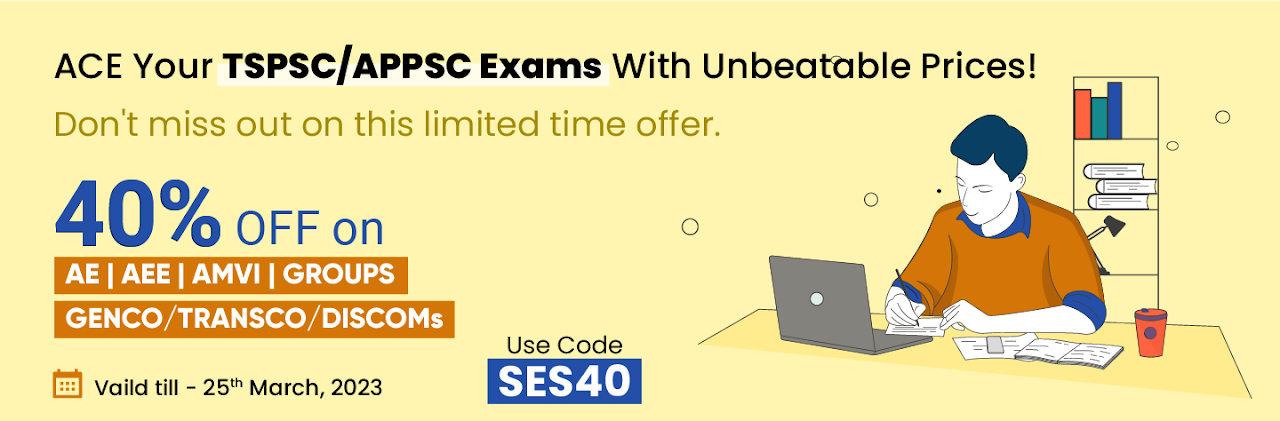 ACE Your TSPSC/APPSC Exams With Unbeatable Prices!
Don't miss out on this limited time offer.
40% OFF on
AE | AEE | AMVI | GROUPS
GENCO/TRANSCO/DISCOMs
Use Code
SES40
Vaild till - 25th March, 2023